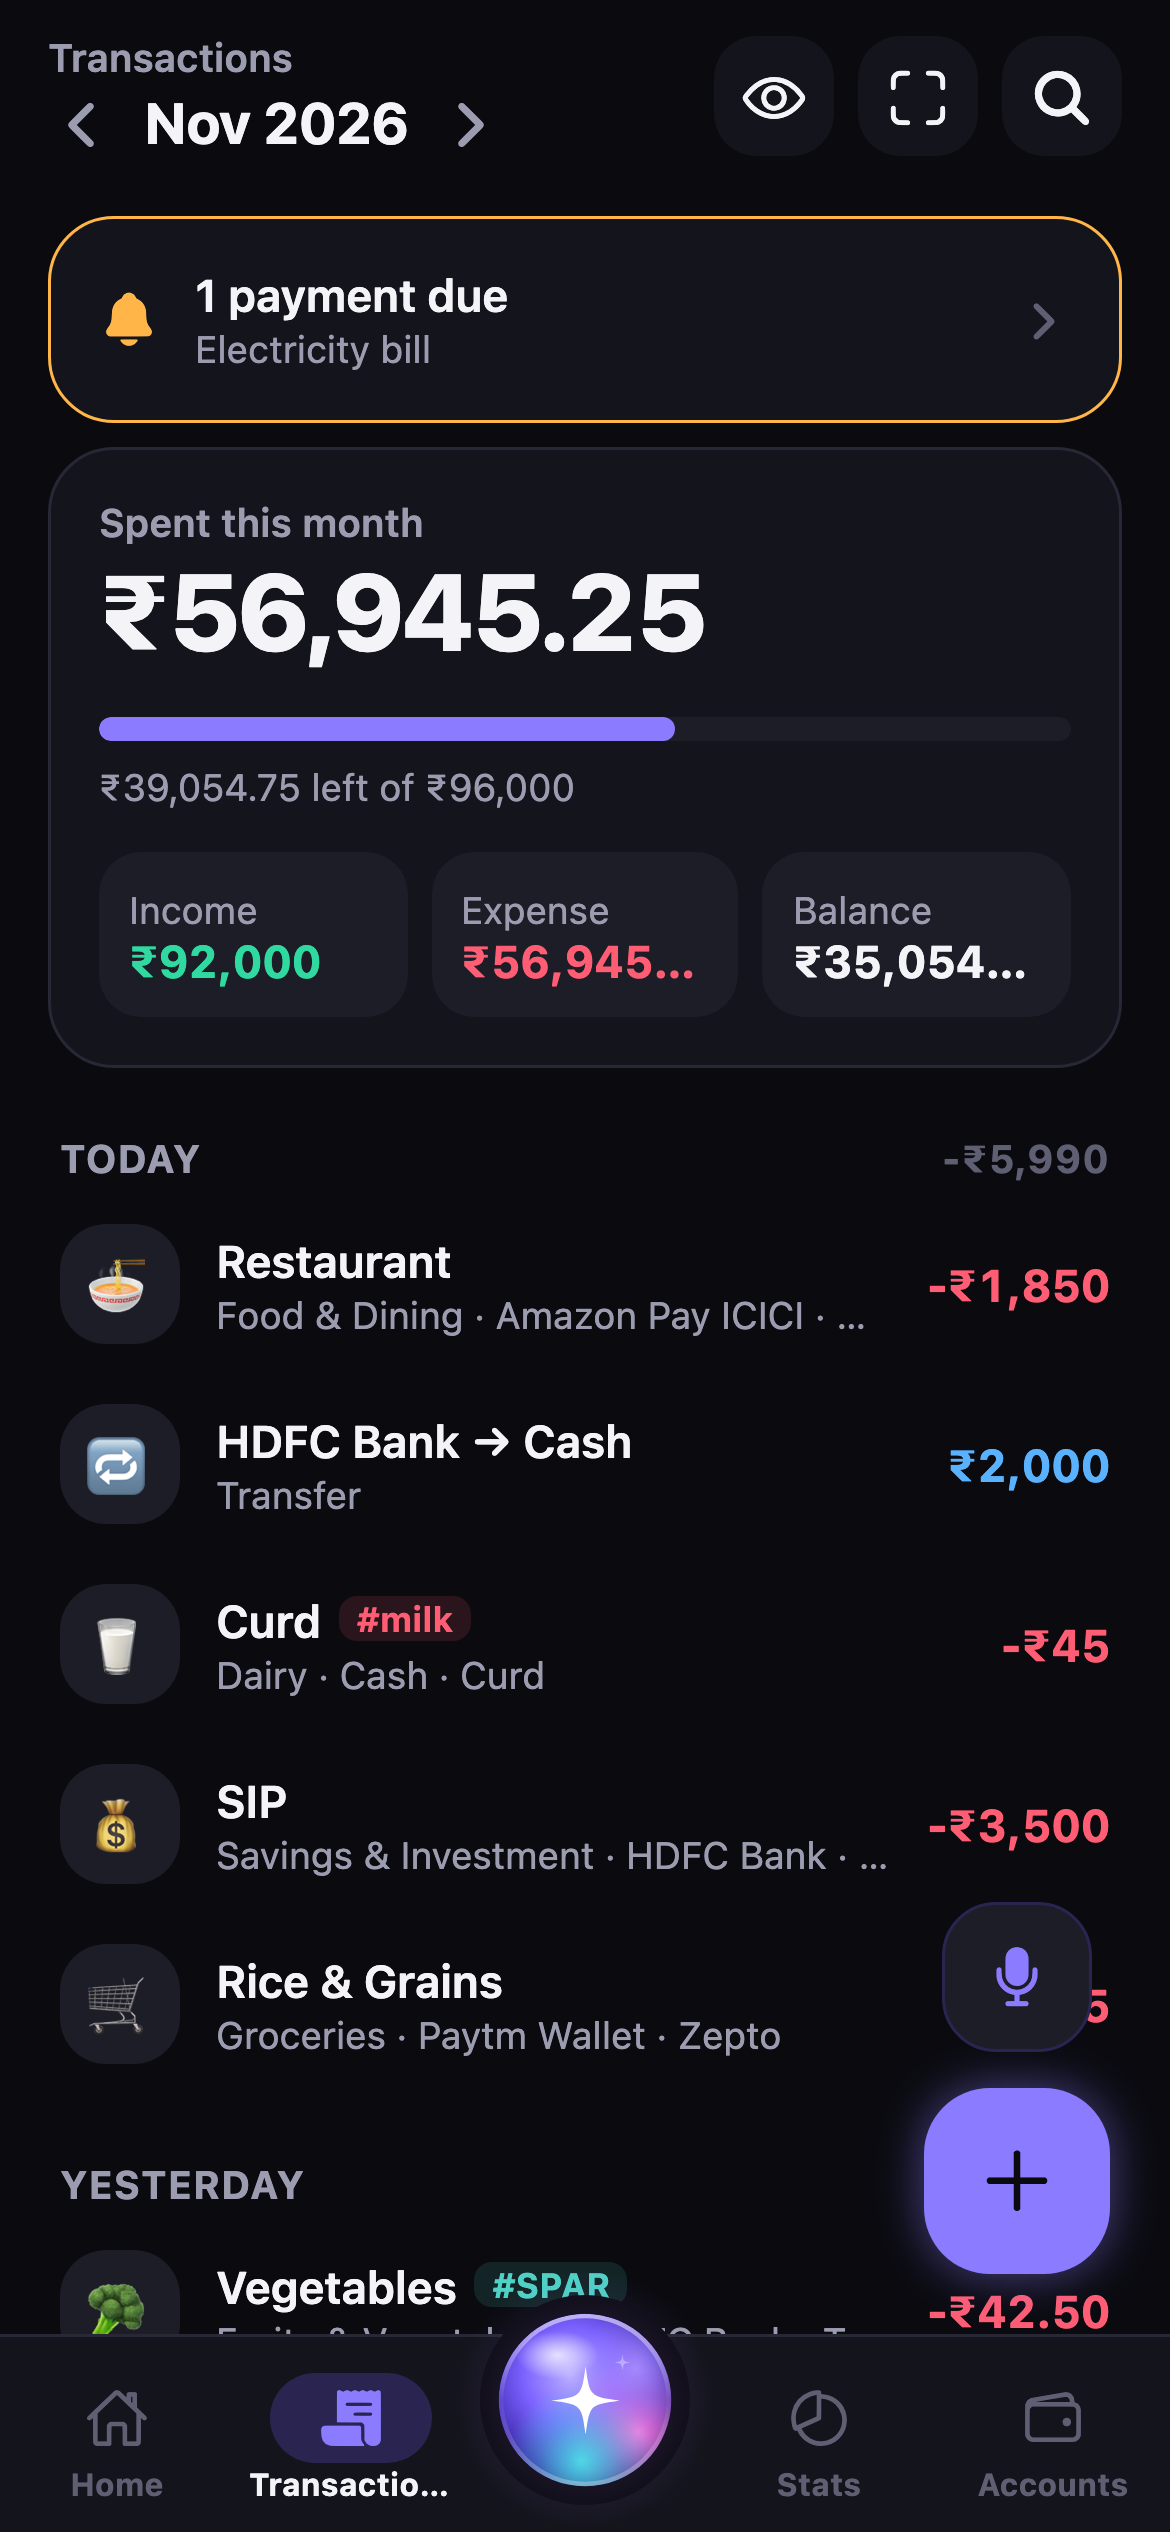 Transactions
Nov 2026
1 payment due
Electricity bill
Spent this month
₹56,945.25
₹39,054.75 left of ₹96,000
Income
₹92,000
Expense
₹56,945...
Balance
₹35,054...
TODAY
-₹5,990
Restaurant
Food & Dining · Amazon Pay ICICI · ...
-₹1,850
HDFC Bank → Cash
Transfer
₹2,000
Curd #milk
Dairy · Cash · Curd
-₹45
SIP
Savings & Investment · HDFC Bank · ...
-₹3,500
Rice & Grains
Groceries · Paytm Wallet · Zepto
5
YESTERDAY
Vegetables #SPAR
-₹42.50
Home
Transactio...
Stats
Accounts